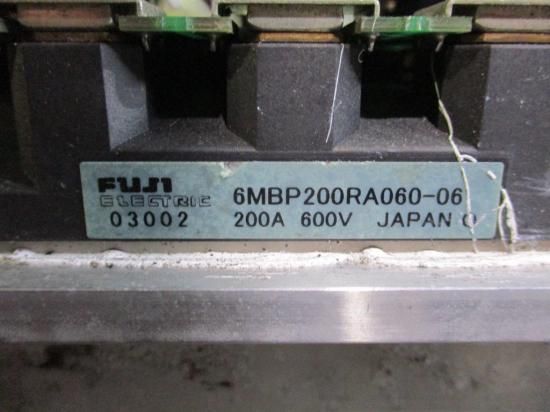 FUJI 6MBP200RA060-06
ELECTRIC
03002 200A 600V JAPAN O